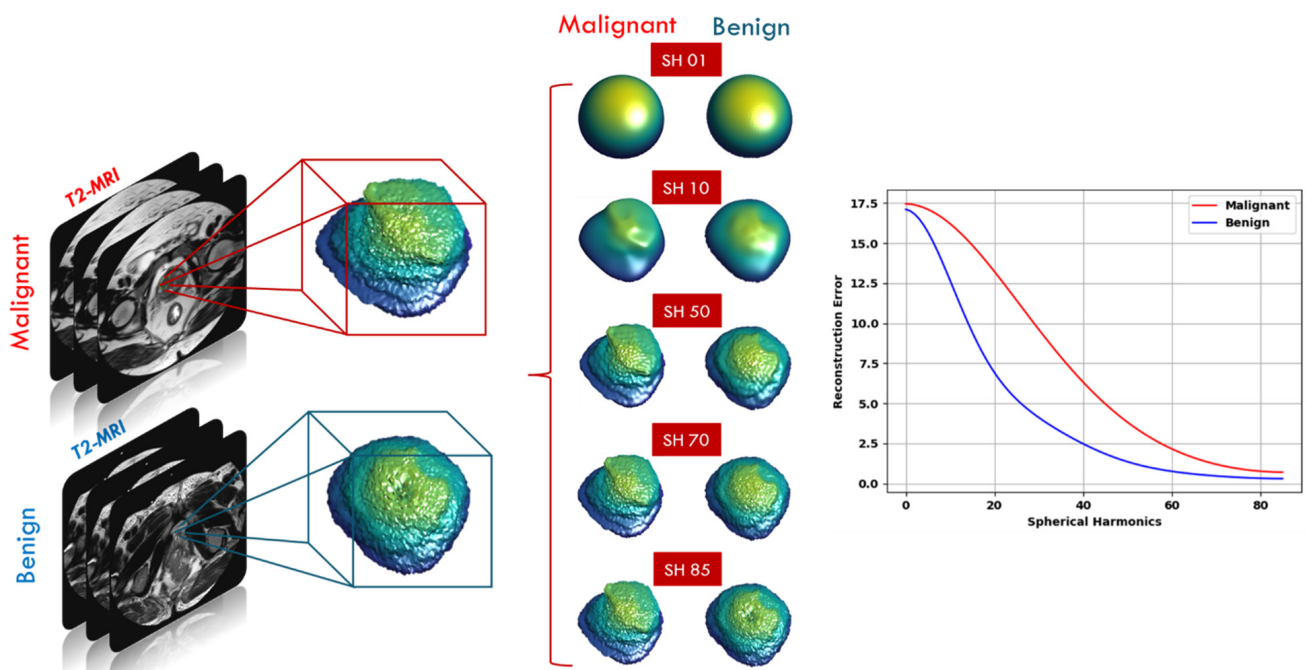 Malignant
Benign
SH 01
SH 10
SH 50
SH 70
SH 85
T2-MRI
Malignant
T2-MRI
Benign
Malignant
Benign
Reconstruction Error
17.5
15.0
12.5
10.0
7.5
5.0
2.5
0.0
0 20 40 60 80
Spherical Harmonics